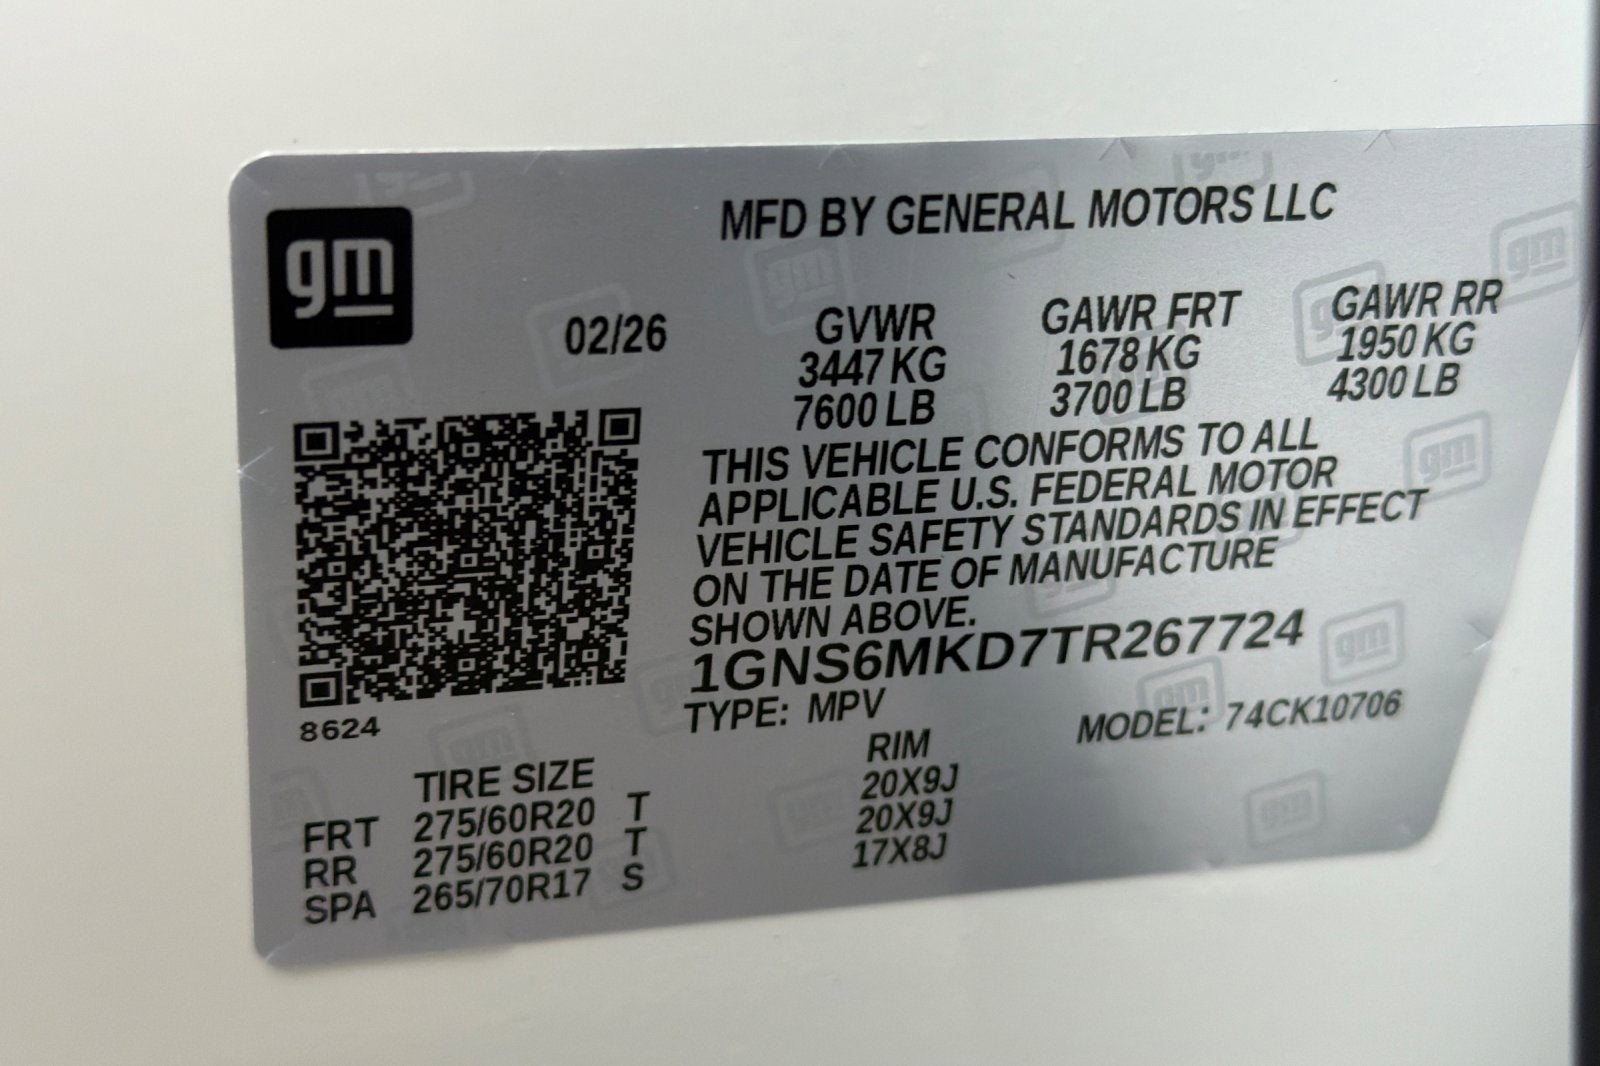 gm
MFD BY GENERAL MOTORS LLC
02/26
GVWR GAWR FRT GAWR RR
3447 KG 1678 KG 1950 KG
7600 LB 3700 LB 4300 LB
THIS VEHICLE CONFORMS TO ALL
APPLICABLE U.S. FEDERAL MOTOR
VEHICLE SAFETY STANDARDS IN EFFECT
ON THE DATE OF MANUFACTURE
SHOWN ABOVE.
1GNS6MKD7TR267724
TYPE: MPV MODEL: 74CK10706
8624
TIRE SIZE RIM
FRT 275/60R20 T 20X9J
RR 275/60R20 T 20X9J
SPA 265/70R17 S 17X8J